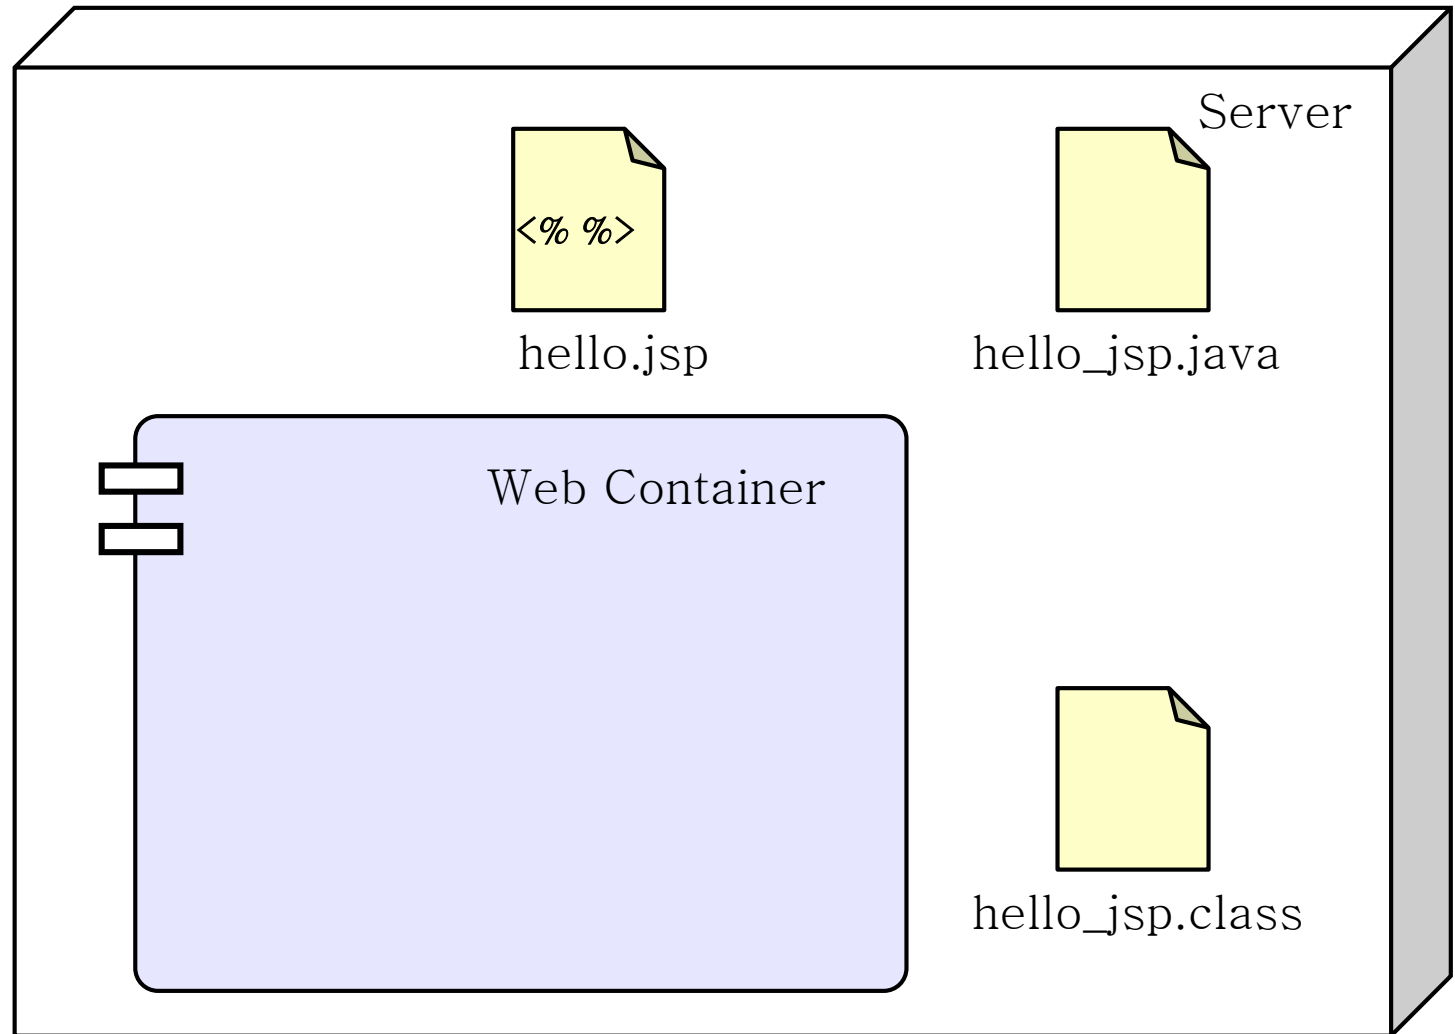 Server
<% %>
hello.jsp
hello_jsp.java
Web Container
hello_jsp.class